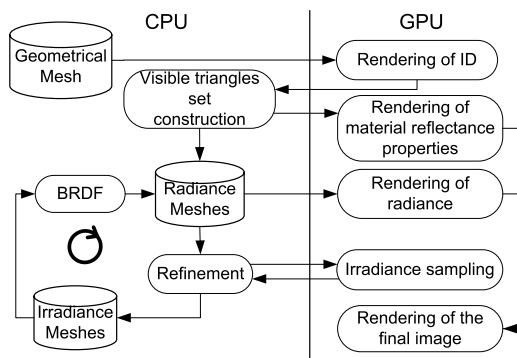 CPU
GPU
Geometrical
Mesh
Rendering of ID
Visible triangles
set
construction
Rendering of
material reflectance
properties
BRDF
Radiance
Meshes
Rendering of
radiance
Refinement
Irradiance sampling
Irradiance
Meshes
Rendering of the
final image